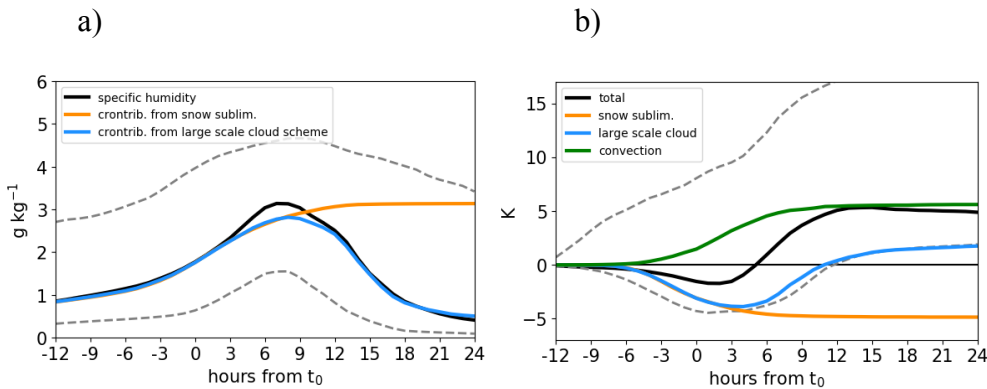 a)
b)
6
5
4
3
2
1
0
g kg⁻¹
specific humidity
crontrib. from snow sublim.
crontrib. from large scale cloud scheme
-12 -9 -6 -3 0 3 6 9 12 15 18 21 24
hours from t₀
15
10
5
0
−5
K
total
snow sublim.
large scale cloud
convection
-12 -9 -6 -3 0 3 6 9 12 15 18 21 24
hours from t₀